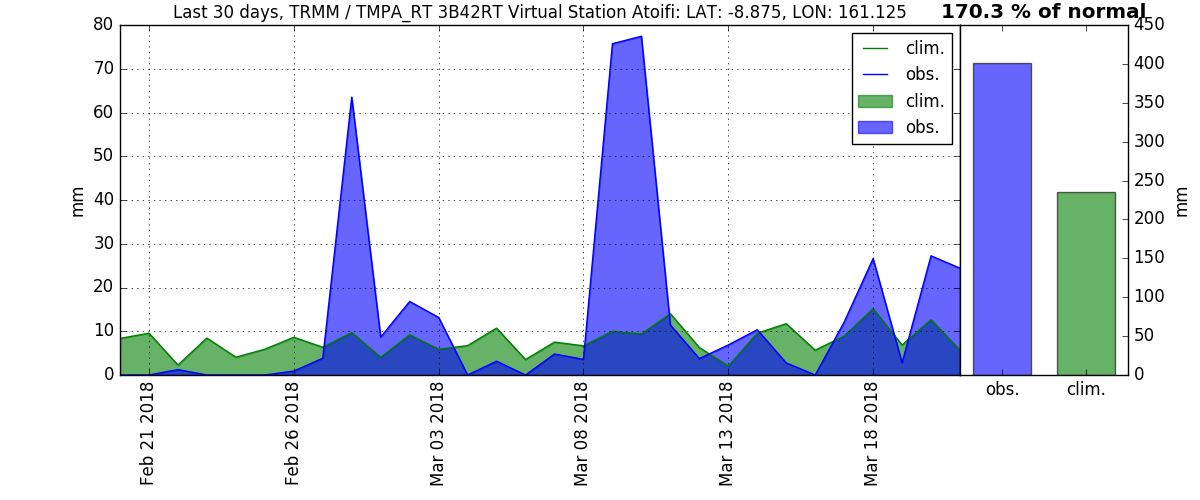 Last 30 days, TRMM / TMPA_RT 3B42RT Virtual Station Atoifi: LAT: -8.875, LON: 161.125
170.3 % of normal
80
70
60
50
40
30
20
10
0
mm
clim.
obs.
clim.
obs.
450
400
350
300
250
200
150
100
50
0
mm
obs.
clim.
Feb 21 2018
Feb 26 2018
Mar 03 2018
Mar 08 2018
Mar 13 2018
Mar 18 2018